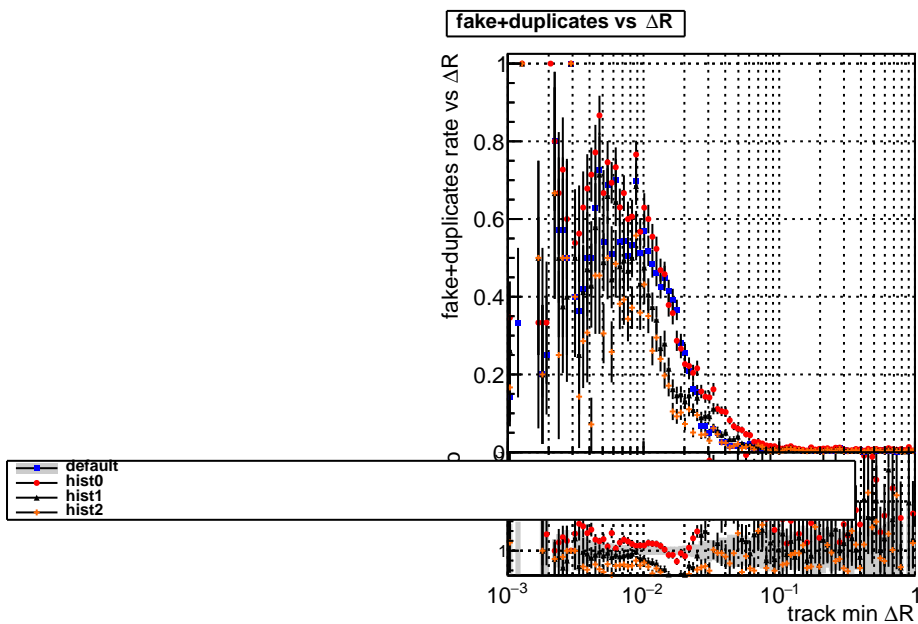 fake+duplicates vs ΔR
fake+duplicates rate vs ΔR
1
0.8
0.6
0.4
0.2
0
default
hist0
hist1
hist2
1
10⁻³
10⁻²
10⁻¹
1
track min ΔR